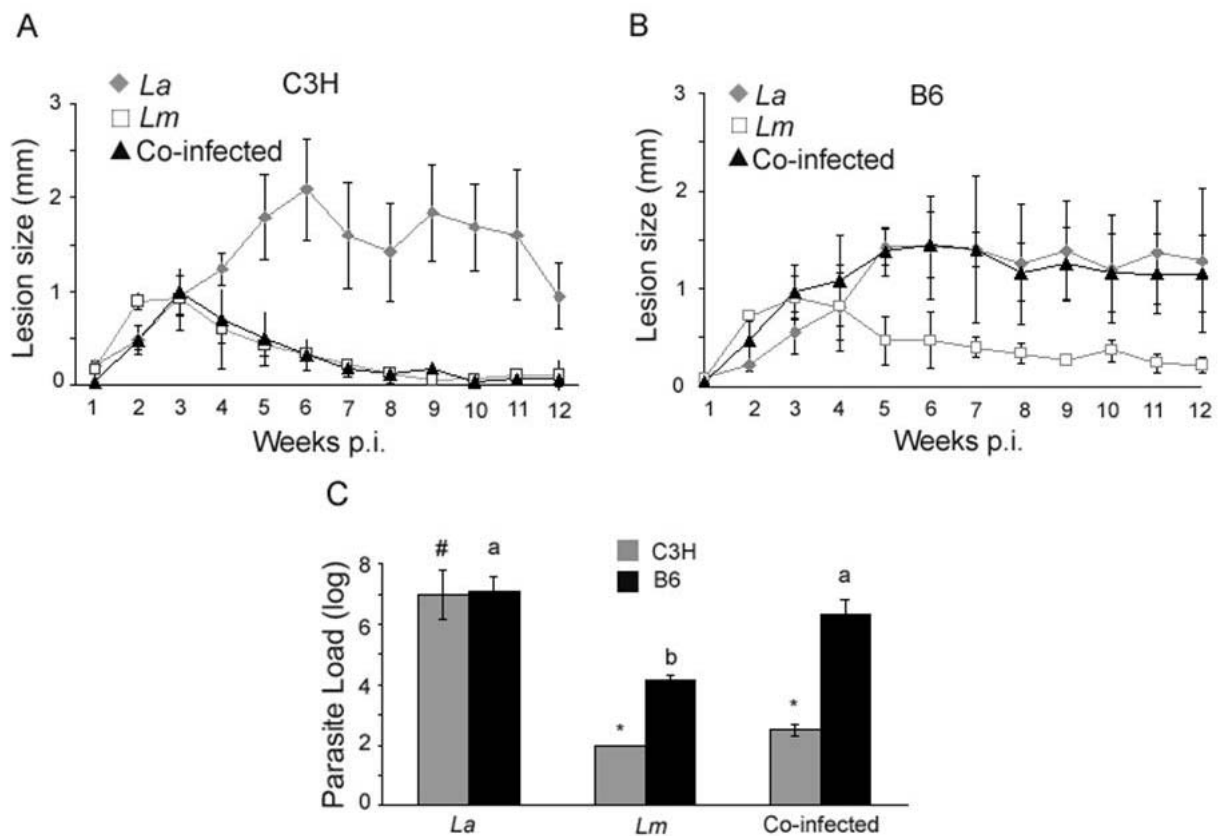 A
C3H
La
Lm
Co-infected
Lesion size (mm)
3
2
1
0
1 2 3 4 5 6 7 8 9 10 11 12
Weeks p.i.
B
B6
La
Lm
Co-infected
Lesion size (mm)
3
2
1
0
1 2 3 4 5 6 7 8 9 10 11 12
Weeks p.i.
C
C3H
B6
Parasite Load (log)
8
6
4
2
0
# a
* b
* a
La Lm Co-infected